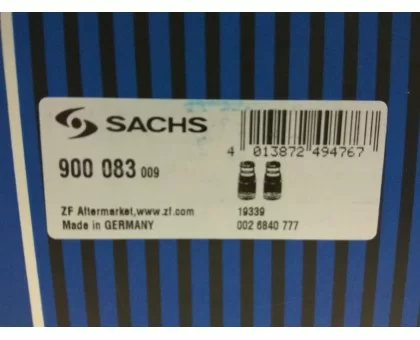 SACHS
4 013872 494767
900 083 009
ZF Aftermarket,www.zf.com
Made in GERMANY
19339
002 6840 777